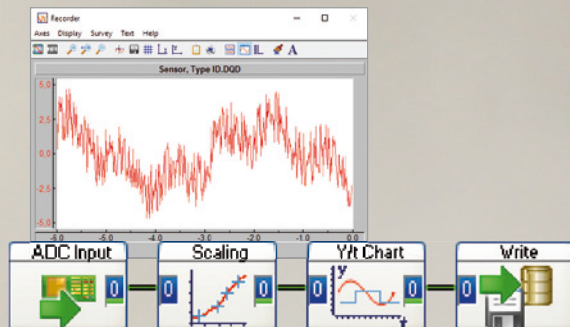 Recorder
Axes Display Survey Text Help
A
Sensor, Type ID.DQD
5,0
2,5
0,0
-2,5
-5,0
-6.0 -5.0 -4.0 -3.0 -2.0 -1.0 0.0
ADC Input Scaling Y/t Chart Write
0 0 0 0 0 0
y
t